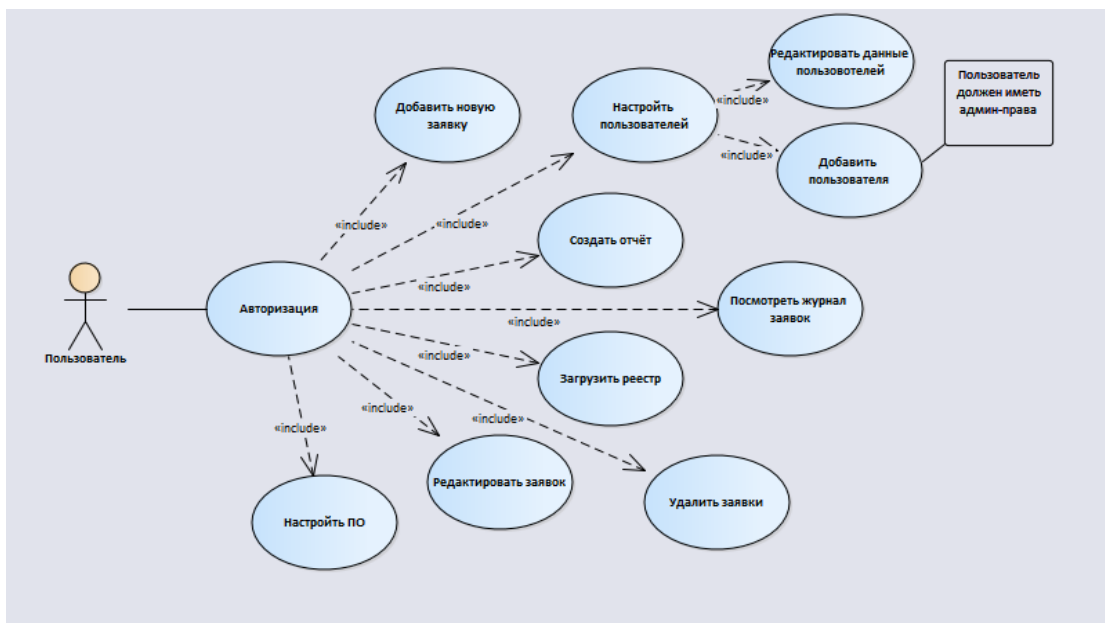 Редактировать данные
пользовотелей
Пользователь
должен иметь
админ-права
Добавить новую
заявку
Настройть
пользователей
«include»
«include»
Добавить
пользователя
«include»
«include»
Создать отчёт
«include»
Авторизация
Посмотреть журнал
заявок
«include»
Пользователь
«include»
Загрузить реестр
«include»
«include»
«include»
Редактировать заявок
Удалить заявки
Настройть ПО